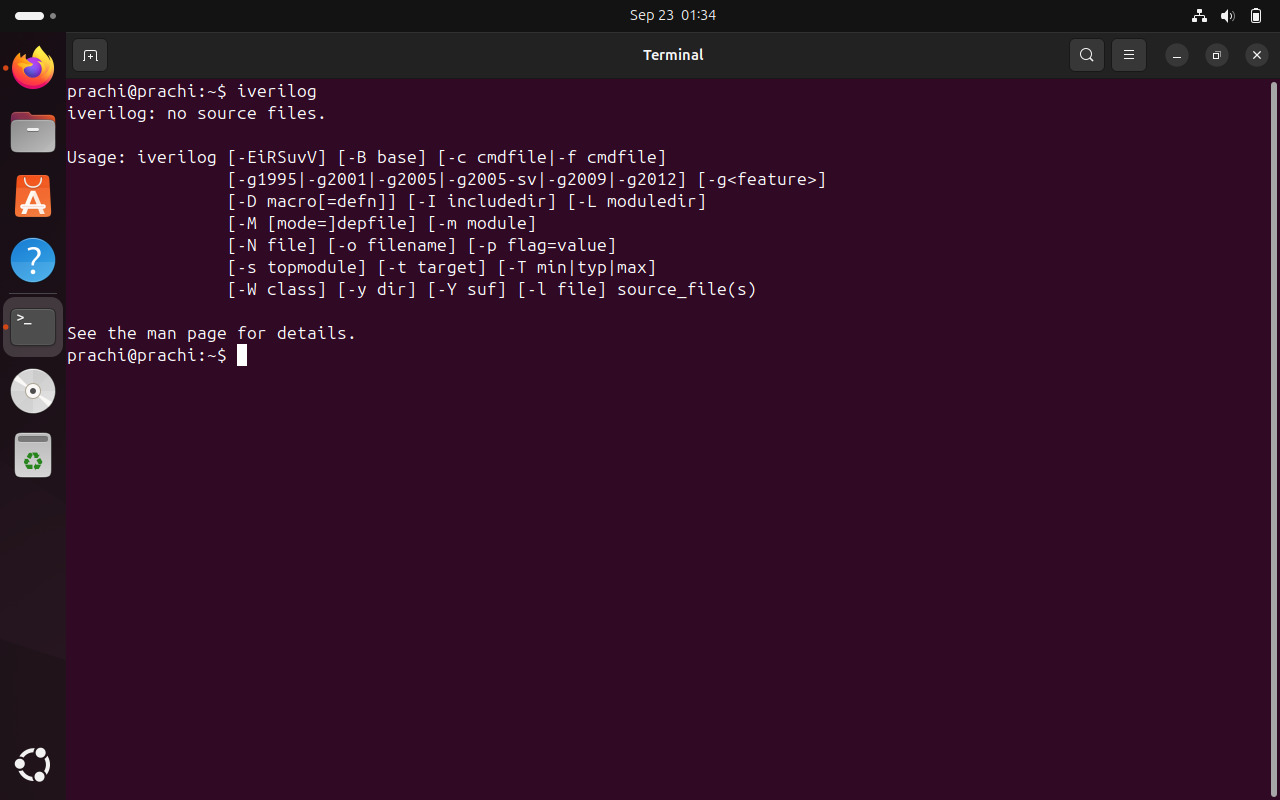 Sep 23 01:34
Terminal
prachi@prachi:~$ iverilog
iverilog: no source files.
Usage: iverilog [-EiRSuvV] [-B base] [-c cmdfile|-f cmdfile]
[-g1995|-g2001|-g2005|-g2005-sv|-g2009|-g2012] [-g<feature>]
[-D macro[=defn]] [-I includedir] [-L moduledir]
[-M [mode=]depfile] [-m module]
[-N file] [-o filename] [-p flag=value]
[-s topmodule] [-t target] [-T min|typ|max]
[-W class] [-y dir] [-Y suf] [-l file] source_file(s)
See the man page for details.
prachi@prachi:~$